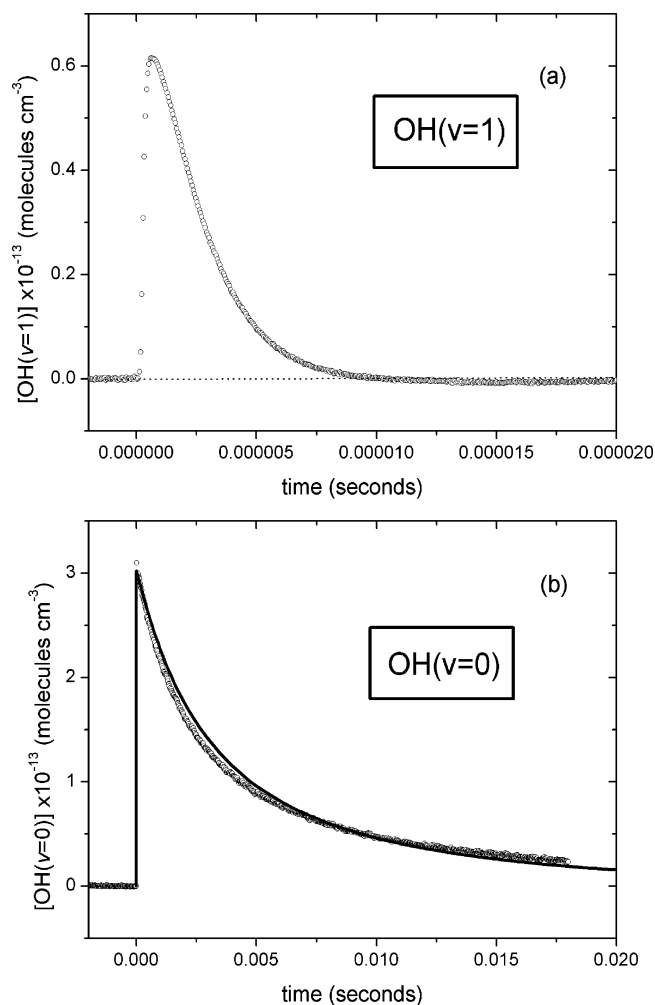 (a)
OH(v=1)
[OH(v=1)] x10⁻¹³ (molecules cm⁻³)
0.6
0.4
0.2
0.0
0.000000 0.000005 0.000010 0.000015 0.000020
time (seconds)
(b)
OH(v=0)
[OH(v=0)] x10⁻¹³ (molecules cm⁻³)
3
2
1
0
0.000 0.005 0.010 0.015 0.020
time (seconds)